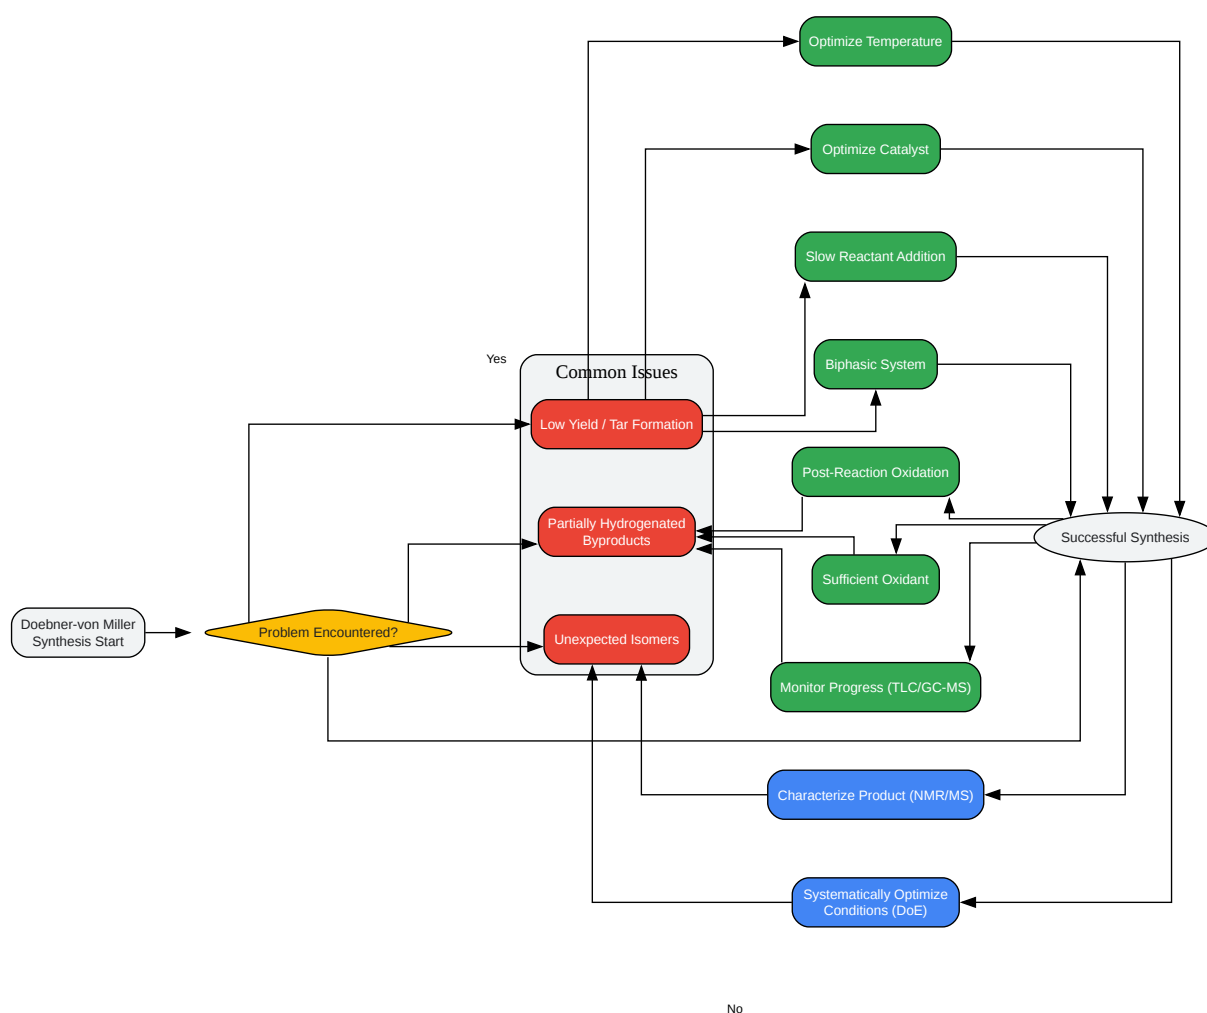 Optimize Temperature
Optimize Catalyst
Slow Reactant Addition
Yes
Common Issues
Biphasic System
Low Yield / Tar Formation
Post-Reaction Oxidation
Partially Hydrogenated
Byproducts
Successful Synthesis
Sufficient Oxidant
Doebner-von Miller
Synthesis Start
Problem Encountered?
Unexpected Isomers
Monitor Progress (TLC/GC-MS)
Characterize Product (NMR/MS)
Systematically Optimize
Conditions (DoE)
No